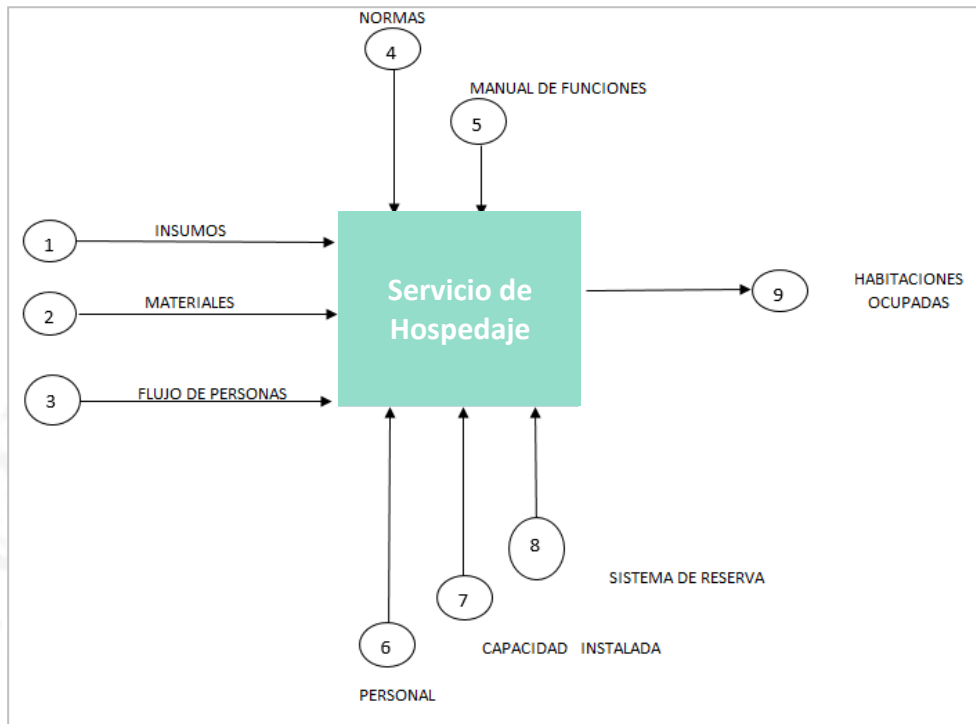 NORMAS
4
MANUAL DE FUNCIONES
5
1
INSUMOS
2
MATERIALES
3
FLUJO DE PERSONAS
Servicio de
Hospedaje
9
HABITACIONES
OCUPADAS
8
SISTEMA DE RESERVA
7
CAPACIDAD INSTALADA
6
PERSONAL